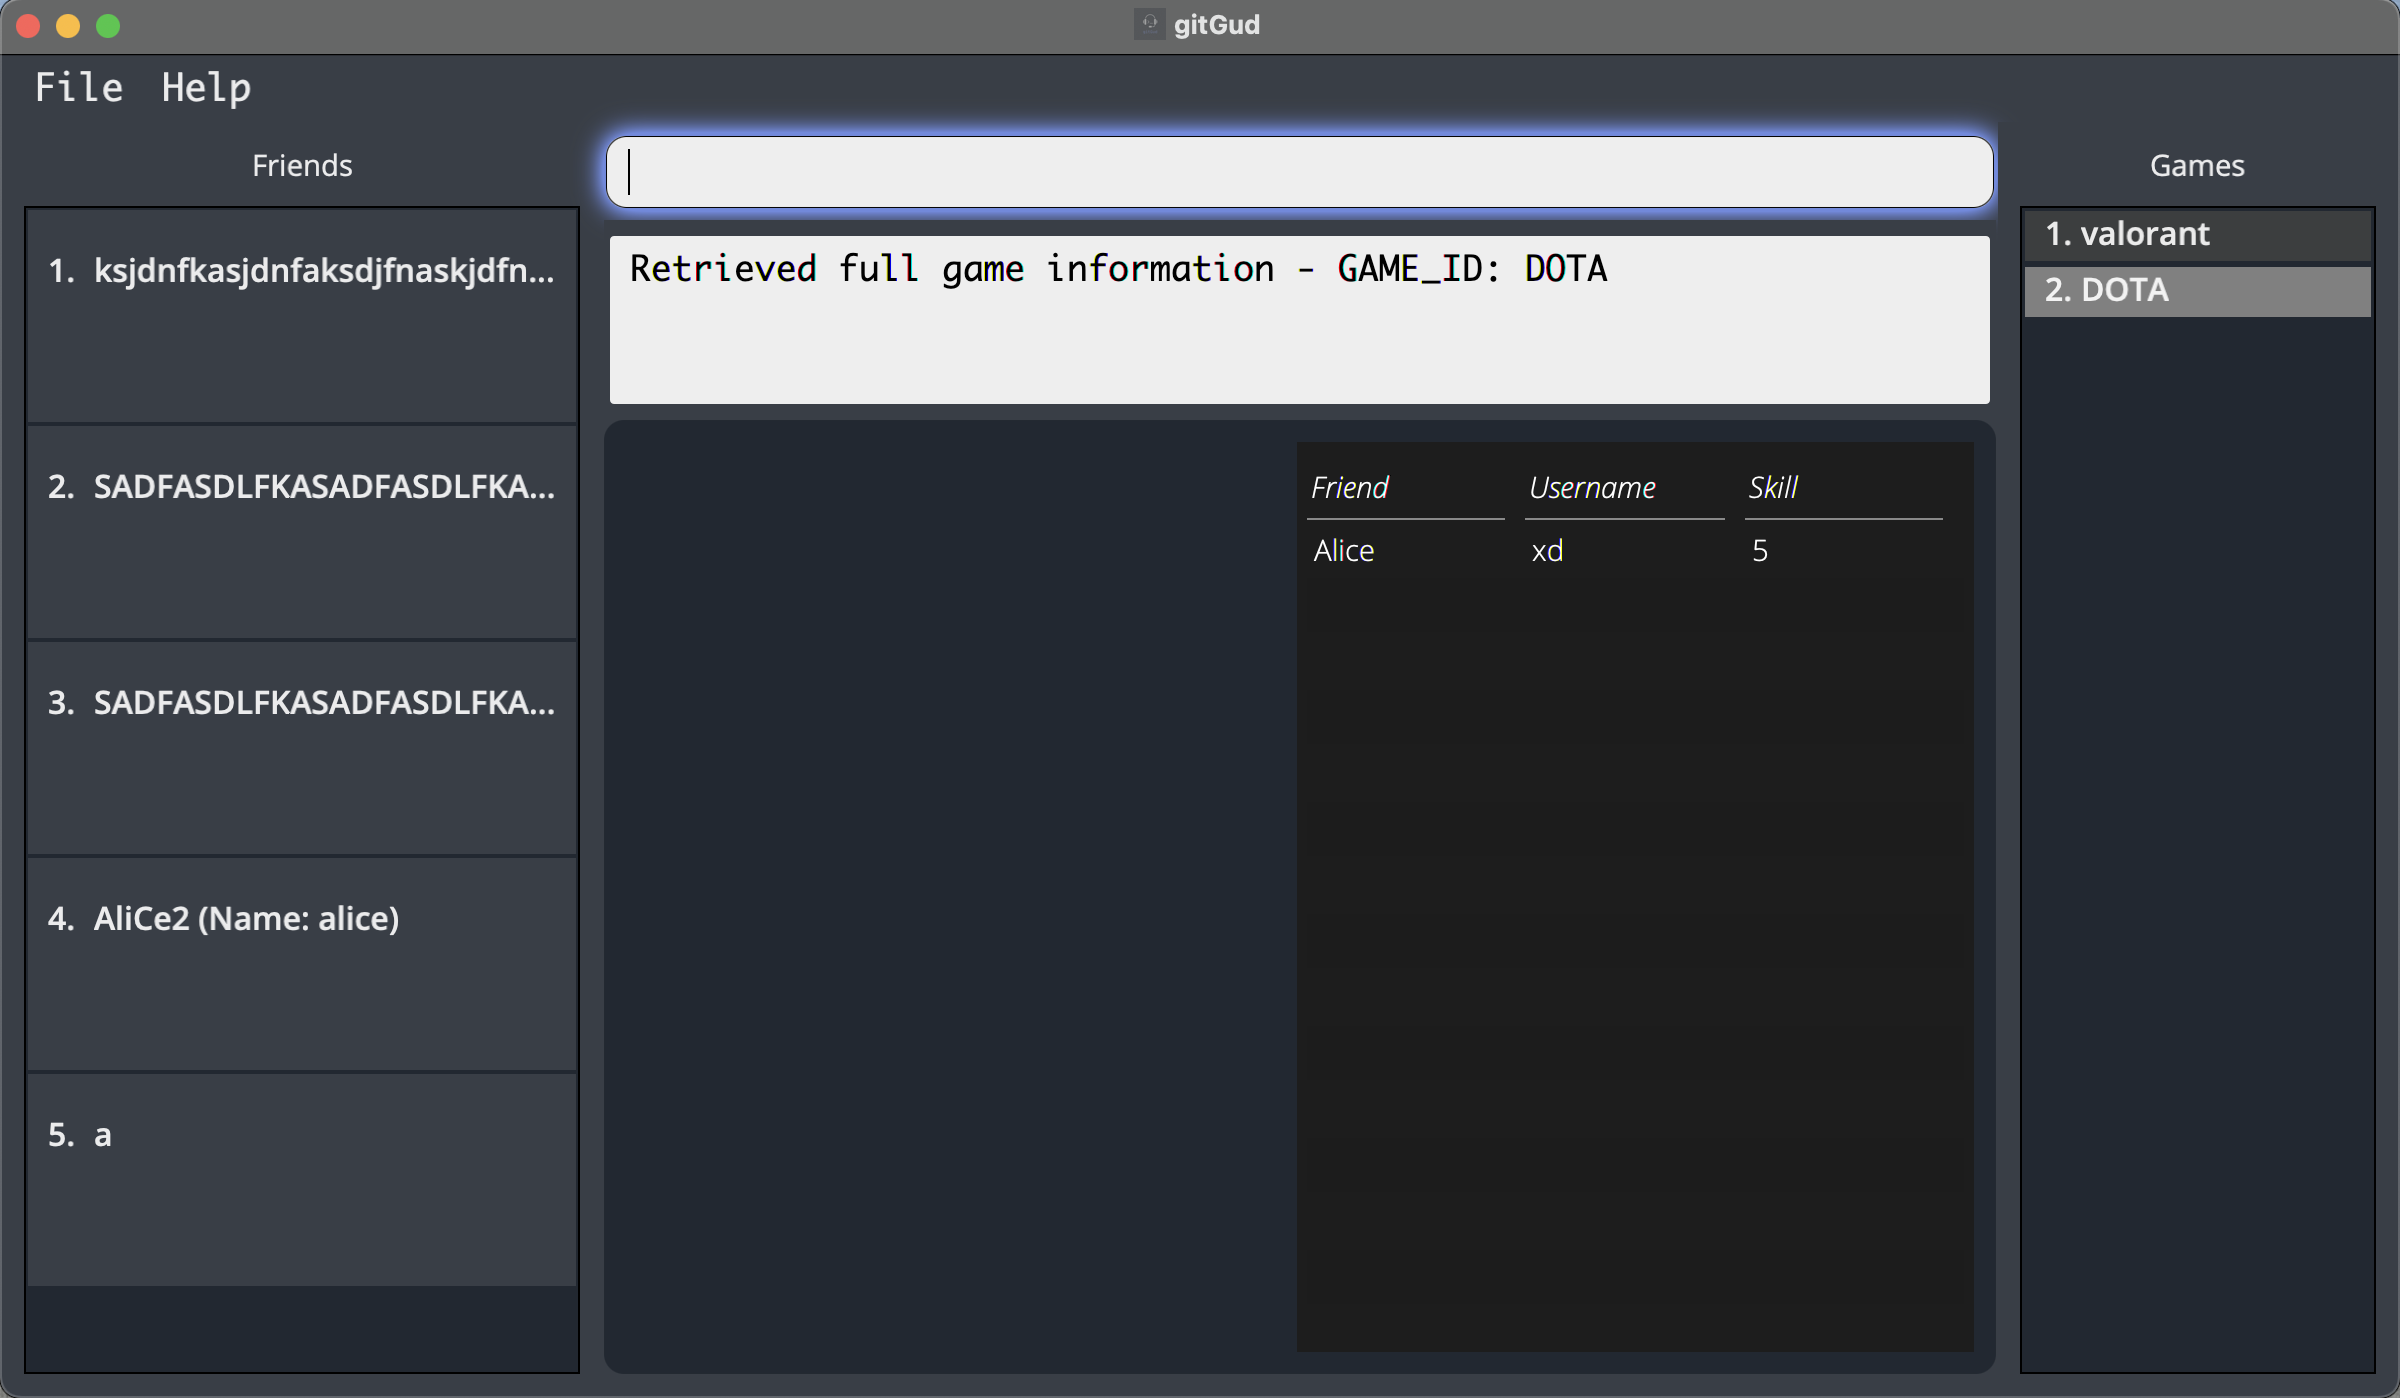 gitGud
File Help
Friends
1. ksjdnfkasjdnfaksdjfnaskjdfn...
2. SADFASDLFKASADFASDLFKA...
3. SADFASDLFKASADFASDLFKA...
4. AliCe2 (Name: alice)
5. a
Retrieved full game information - GAME_ID: DOTA
Friend Username Skill
Alice xd 5
Games
1. valorant
2. DOTA